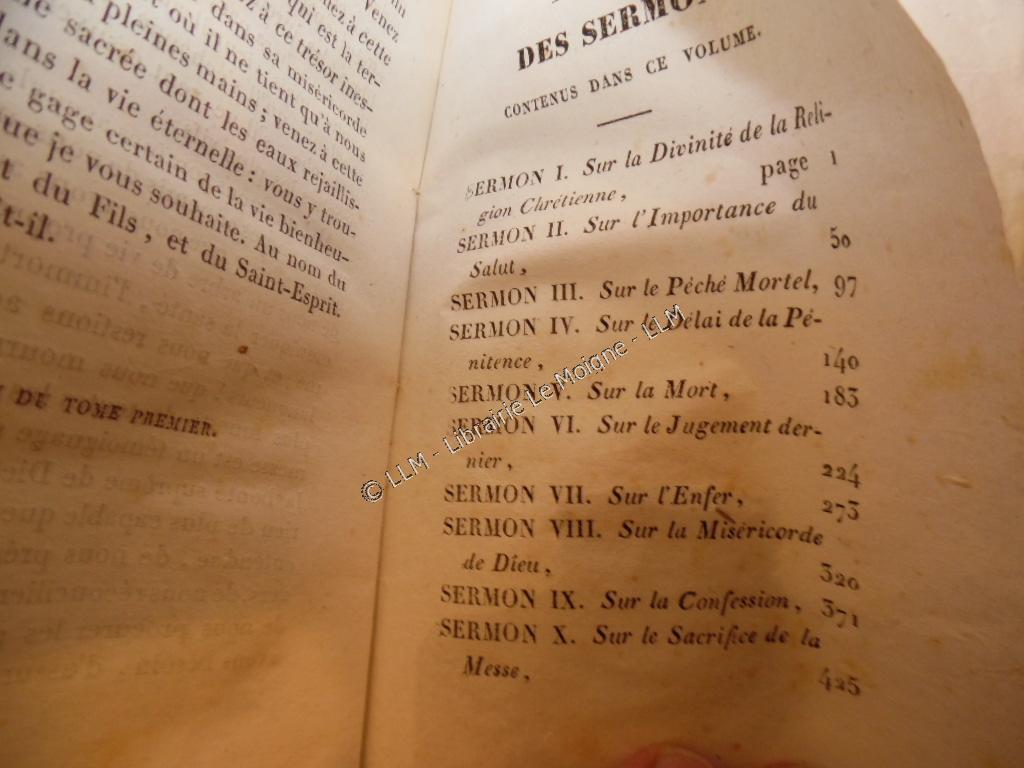 Venez
nez à cette
qui est la ter-
ez à ce trésor ines-
dans sa miséricorde
et où il ne tient qu'à nous
pleines mains ; venez à cette
sacrée dont les eaux rejaillis-
dans la vie éternelle : vous y trou-
gage certain de la vie bienheu-
que je vous souhaite. Au nom du
du Fils, et du Saint-Esprit.
DU TOME PREMIER.
DES SERMON
CONTENUS DANS CE VOLUME.
SERMON I. Sur la Divinité de la Reli-
gion Chrétienne, page 1
SERMON II. Sur l'Importance du
Salut, 50
SERMON III. Sur le Péché Mortel, 97
SERMON IV. Sur le Délai de la Pé-
nitence, 140
SERMON V. Sur la Mort, 183
SERMON VI. Sur le Jugement der-
nier, 224
SERMON VII. Sur l'Enfer, 273
SERMON VIII. Sur la Miséricorde
de Dieu, 320
SERMON IX. Sur la Confession, 371
SERMON X. Sur le Sacrifice de la
Messe, 425
© LLM - Librairie Le Moigne - LLM